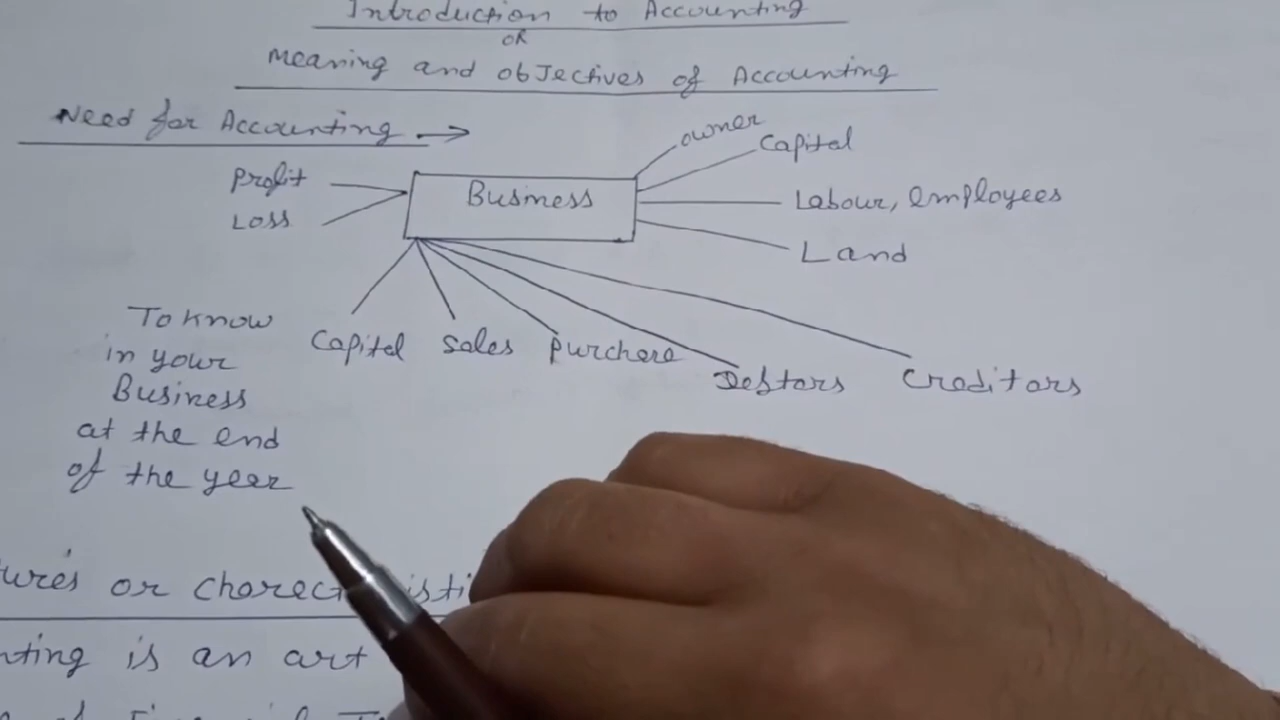 Introduction to Accounting
OR
Meaning and objectives of Accounting
Need for Accounting →
owner
Capital
Profit
Business
Labour, employees
Loss
Land
To know
in your
Business
at the end
of the year
Capital Sales Purchase
Debtors Creditors
or charect
is an art